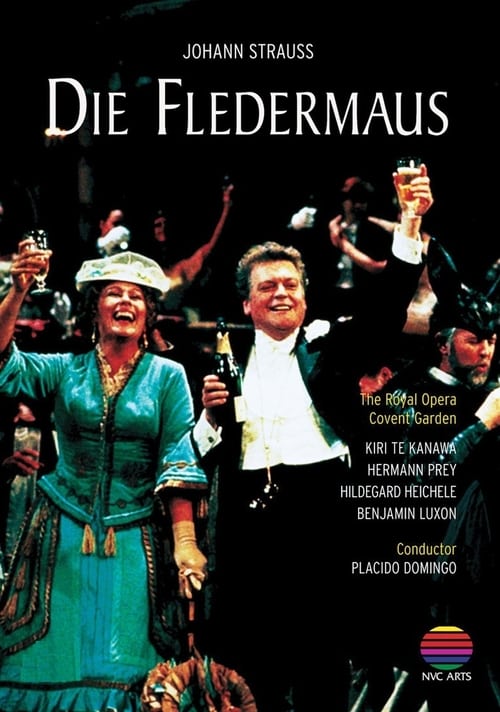 JOHANN STRAUSS
DIE FLEDERMAUS
The Royal Opera
Covent Garden
KIRI TE KANAWA
HERMANN PREY
HILDEGARD HEICHELE
BENJAMIN LUXON
Conductor
PLACIDO DOMINGO
NVC ARTS